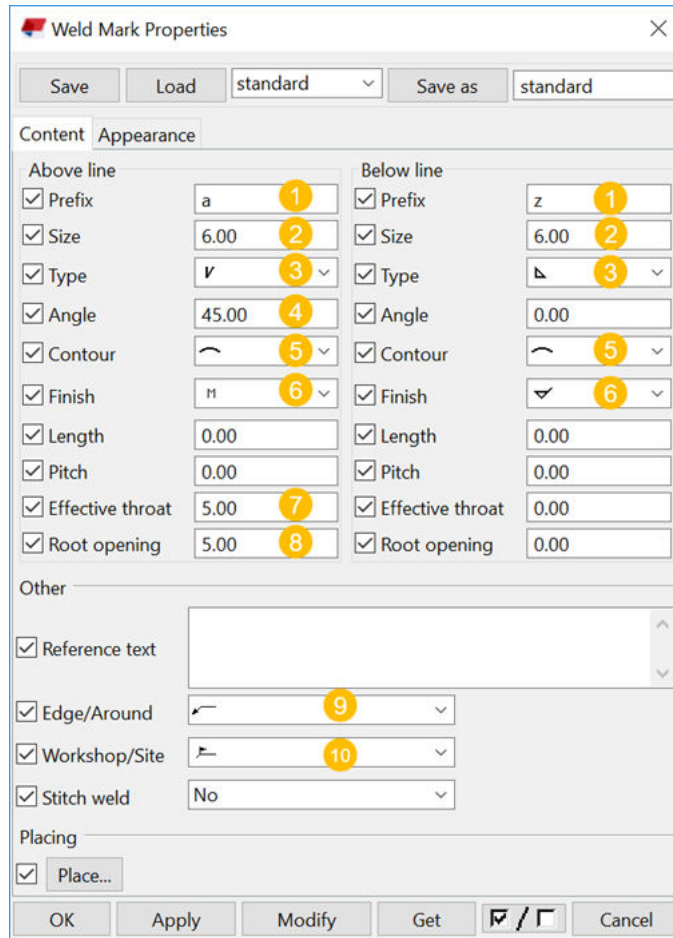 Weld Mark Properties
Save Load standard Save as standard
Content Appearance
Above line Below line
Prefix a 1 Prefix z 1
Size 6.00 2 Size 6.00 2
Type 3 Type 3
Angle 45.00 4 Angle 0.00
Contour 5 Contour 5
Finish M 6 Finish 6
Length 0.00 Length 0.00
Pitch 0.00 Pitch 0.00
Effective throat 5.00 7 Effective throat 0.00
Root opening 5.00 8 Root opening 0.00
Other
Reference text
Edge/Around 9
Workshop/Site 10
Stitch weld No
Placing
Place...
OK Apply Modify Get / Cancel